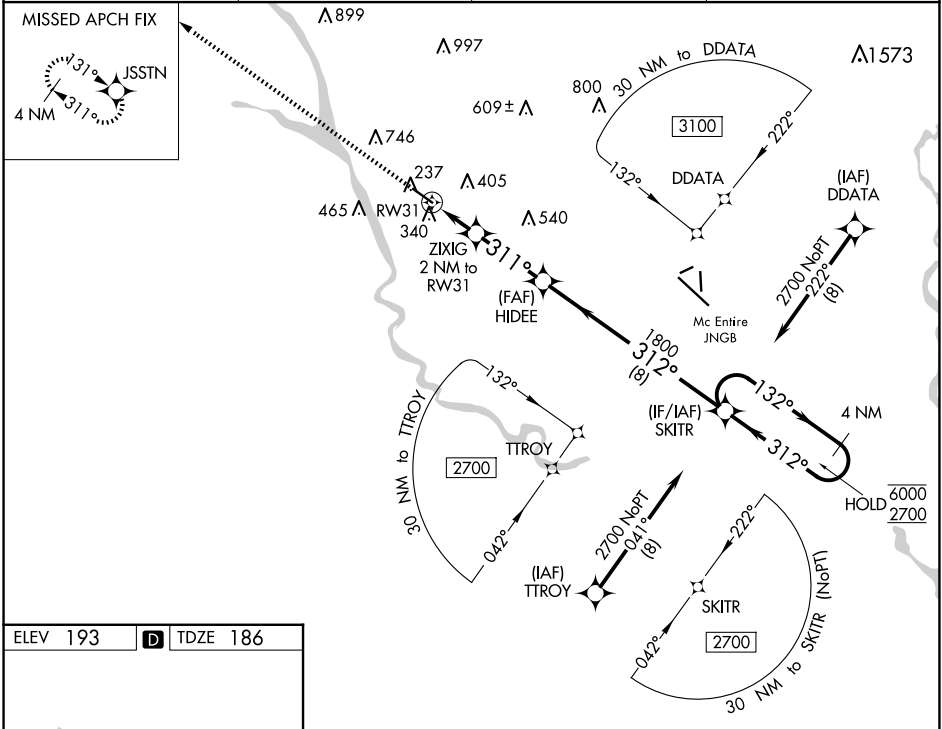 MISSED APCH FIX
131°
JSSTN
4 NM
311°
899
997
609±
800
746
237
405
465
RW31
340
540
1573
30 NM to DDATA
3100
222°
132°
DDATA
(IAF)
DDATA
2700 NoPT
222°
(8)
ZIXIG
2 NM to
RW31
311°
(FAF)
HIDEE
Mc Entire
JNGB
1800
312°
(8)
(IF/IAF)
SKITR
132°
4 NM
312°
HOLD
6000
2700
30 NM to TTROY
132°
2700
TTROY
042°
2700 NoPT
041°
(8)
(IAF)
TTROY
222°
SKITR
042°
2700
30 NM to SKITR (NoPT)
ELEV 193 D TDZE 186